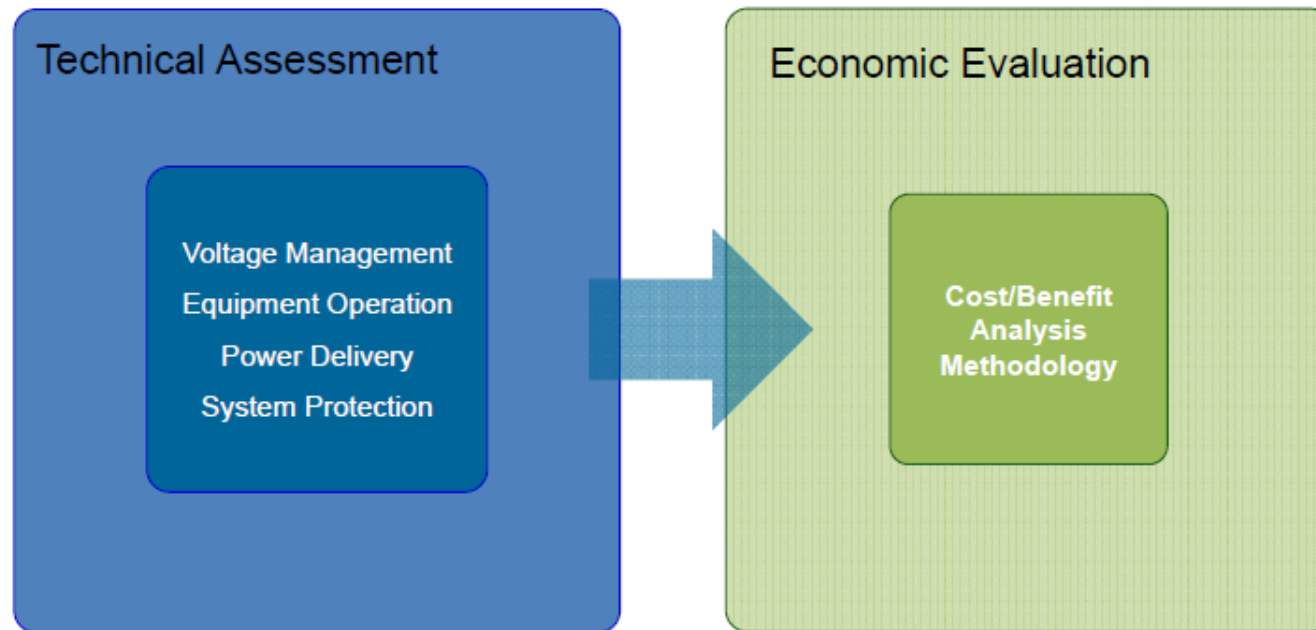 Technical Assessment
Voltage Management
Equipment Operation
Power Delivery
System Protection
Economic Evaluation
Cost/Benefit
Analysis
Methodology